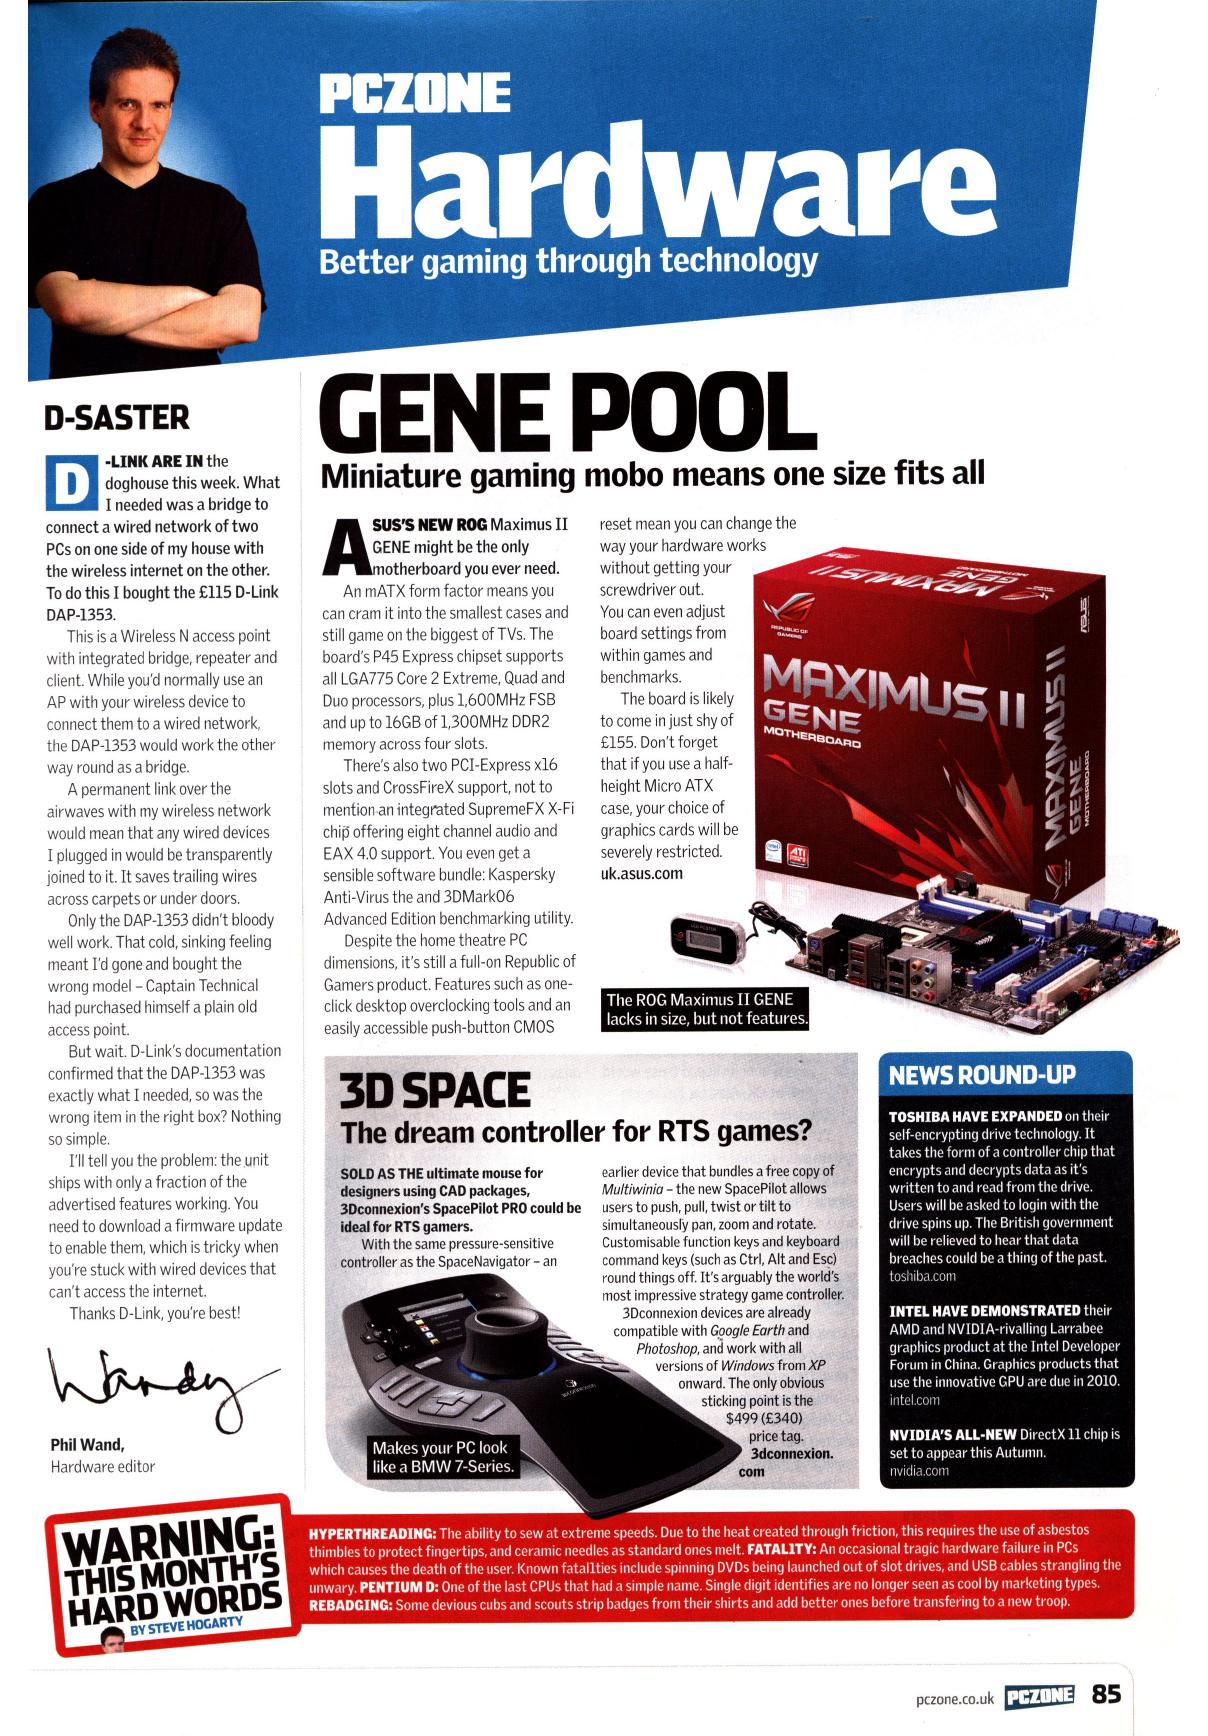 PCZONE
Hardware
Better gaming through technology
D-SASTER
D-LINK ARE IN the
doghouse this week. What
I needed was a bridge to
connect a wired network of two
PCs on one side of my house with
the wireless internet on the other.
To do this I bought the £115 D-Link
DAP-1353.
This is a Wireless N access point
with integrated bridge, repeater and
client. While you'd normally use an
AP with your wireless device to
connect them to a wired network,
the DAP-1353 would work the other
way round as a bridge.
A permanent link over the
airwaves with my wireless network
would mean that any wired devices
I plugged in would be transparently
joined to it. It saves trailing wires
across carpets or under doors.
Only the DAP-1353 didn't bloody
well work. That cold, sinking feeling
meant I'd gone and bought the
wrong model – Captain Technical
had purchased himself a plain old
access point.
But wait. D-Link's documentation
confirmed that the DAP-1353 was
exactly what I needed, so was the
wrong item in the right box? Nothing
so simple.
I'll tell you the problem: the unit
ships with only a fraction of the
advertised features working. You
need to download a firmware update
to enable them, which is tricky when
you're stuck with wired devices that
can't access the internet.
Thanks D-Link, you're best!
Wandy
Phil Wand,
Hardware editor
GENE POOL
Miniature gaming mobo means one size fits all
ASUS'S NEW ROG Maximus II
GENE might be the only
motherboard you ever need.
An mATX form factor means you
can cram it into the smallest cases and
still game on the biggest of TVs. The
board's P45 Express chipset supports
all LGA775 Core 2 Extreme, Quad and
Duo processors, plus 1,600MHz FSB
and up to 16GB of 1,300MHz DDR2
memory across four slots.
There's also two PCI-Express x16
slots and CrossFireX support, not to
mention an integrated SupremeFX X-Fi
chip offering eight channel audio and
EAX 4.0 support. You even get a
sensible software bundle: Kaspersky
Anti-Virus the and 3DMark06
Advanced Edition benchmarking utility.
Despite the home theatre PC
dimensions, it's still a full-on Republic of
Gamers product. Features such as one-
click desktop overclocking tools and an
easily accessible push-button CMOS
reset mean you can change the
way your hardware works
without getting your
screwdriver out.
You can even adjust
board settings from
within games and
benchmarks.
The board is likely
to come in just shy of
£155. Don't forget
that if you use a half-
height Micro ATX
case, your choice of
graphics cards will be
severely restricted.
uk.asus.com
MAXIMUS II
GENE
MOTHERBOARD
REPUBLIC OF
GAMERS
MAXIMUS II
GENE
MOTHERBOARD
MAXIMUS II
GENE
MOTHERBOARD
ASUS
ATI
The ROG Maximus II GENE
lacks in size, but not features.
3D SPACE
The dream controller for RTS games?
SOLD AS THE ultimate mouse for
designers using CAD packages,
3Dconnexion's SpacePilot PRO could be
ideal for RTS gamers.
With the same pressure-sensitive
controller as the SpaceNavigator – an
earlier device that bundles a free copy of
Multiwinia – the new SpacePilot allows
users to push, pull, twist or tilt to
simultaneously pan, zoom and rotate.
Customisable function keys and keyboard
command keys (such as Ctrl, Alt and Esc)
round things off. It's arguably the world's
most impressive strategy game controller.
3Dconnexion devices are already
compatible with Google Earth and
Photoshop, and work with all
versions of Windows from XP
onward. The only obvious
sticking point is the
$499 (£340)
price tag.
3dconnexion.
com
3Dconnexion
Makes your PC look
like a BMW 7-Series.
NEWS ROUND-UP
TOSHIBA HAVE EXPANDED on their
self-encrypting drive technology. It
takes the form of a controller chip that
encrypts and decrypts data as it's
written to and read from the drive.
Users will be asked to login with the
drive spins up. The British government
will be relieved to hear that data
breaches could be a thing of the past.
toshiba.com
INTEL HAVE DEMONSTRATED their
AMD and NVIDIA-rivalling Larrabee
graphics product at the Intel Developer
Forum in China. Graphics products that
use the innovative GPU are due in 2010.
intel.com
NVIDIA'S ALL-NEW DirectX 11 chip is
set to appear this Autumn.
nvidia.com
WARNING:
THIS MONTH'S
HARD WORDS
BY STEVE HOGARTY
HYPERTHREADING: The ability to sew at extreme speeds. Due to the heat created through friction, this requires the use of asbestos
thimbles to protect fingertips, and ceramic needles as standard ones melt. FATAL1TY: An occasional tragic hardware failure in PCs
which causes the death of the user. Known fatal1ties include spinning DVDs being launched out of slot drives, and USB cables strangling the
unwary. PENTIUM D: One of the last CPUs that had a simple name. Single digit identifies are no longer seen as cool by marketing types.
REBADGING: Some devious cubs and scouts strip badges from their shirts and add better ones before transfering to a new troop.
pczone.co.uk PCZONE 85